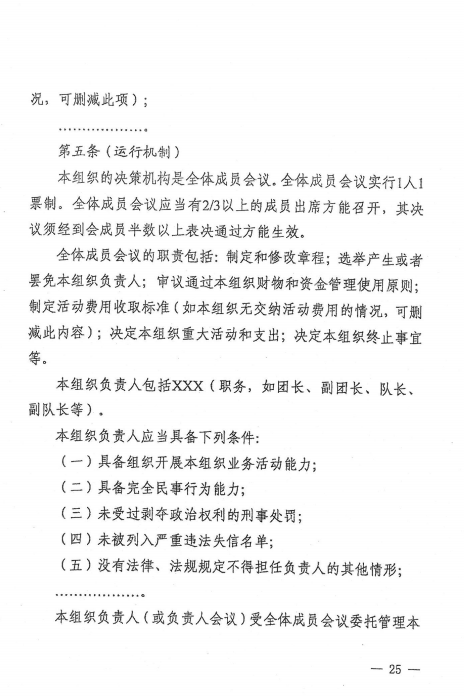 况，可删减此项）；
………………。
第五条（运行机制）
本组织的决策机构是全体成员会议。全体成员会议实行1人1
票制。全体成员会议应当有2/3以上的成员出席方能召开，其决
议须经到会成员半数以上表决通过方能生效。
全体成员会议的职责包括：制定和修改章程；选举产生或者
罢免本组织负责人；审议通过本组织财物和资金管理使用原则；
制定活动费用收取标准（如本组织无交纳活动费用的情况，可删
减此内容）；决定本组织重大活动和支出；决定本组织终止事宜
等。
本组织负责人包括XXX（职务，如团长、副团长、队长、
副队长等）。
本组织负责人应当具备下列条件：
（一）具备组织开展本组织业务活动能力；
（二）具备完全民事行为能力；
（三）未受过剥夺政治权利的刑事处罚；
（四）未被列入严重违法失信名单；
（五）没有法律、法规规定不得担任负责人的其他情形；
………………。
本组织负责人（或负责人会议）受全体成员会议委托管理本
— 25 —